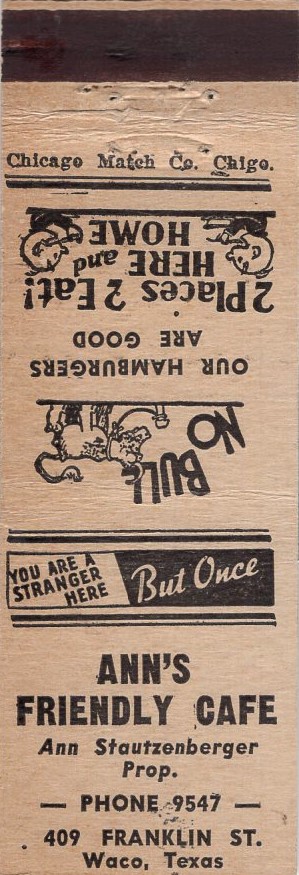 Chicago Match Co. Chigo.
2 Places 2 Eat!
HERE and
HOME
OUR HAMBURGERS
ARE GOOD
NO
BULL
YOU ARE A
STRANGER
HERE
But Once
ANN'S
FRIENDLY CAFE
Ann Stautzenberger
Prop.
— PHONE 9547 —
409 FRANKLIN ST.
Waco, Texas